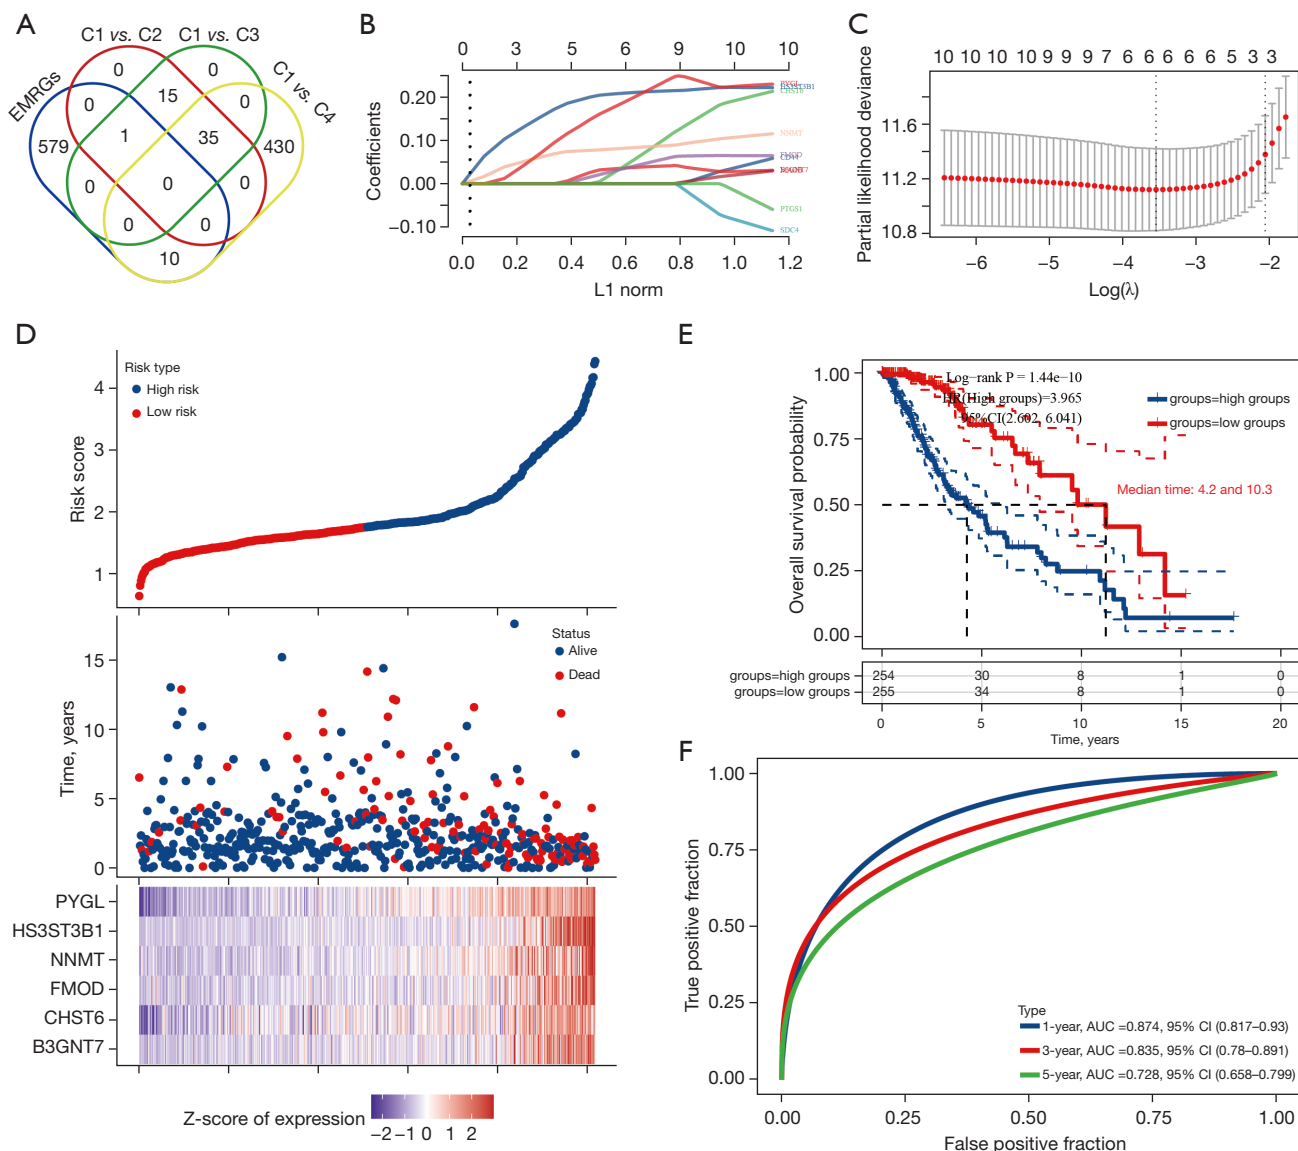 A
C1 vs. C2
C1 vs. C3
EMRGs
C1 vs. C4
0
0
0
15
0
579
1
35
430
0
0
0
0
0
10
B
0 3 5 6 9 10 10
Coefficients
0.20
0.10
0.00
−0.10
PYGL
HS3ST3B1
CHST6
NNMT
FMOD
CD44
PTGS1
SDC4
0.0 0.2 0.4 0.6 0.8 1.0 1.2
L1 norm
C
10 10 10 10 9 9 9 7 6 6 6 6 5 3 3
Partial likelihood deviance
11.6
11.2
10.8
−6 −5 −4 −3 −2
Log(λ)
D
Risk type
High risk
Low risk
Risk score
4
3
2
1
Status
Alive
Dead
Time, years
15
10
5
0
PYGL
HS3ST3B1
NNMT
FMOD
CHST6
B3GNT7
Z-score of expression
−2 −1 0 1 2
E
Overall survival probability
1.00
0.75
0.50
0.25
0.00
Log−rank P = 1.44e−10
HR(High groups)=3.965
95%CI(2.602, 6.041)
groups=high groups
groups=low groups
Median time: 4.2 and 10.3
groups=high groups 254 30 8 1 0
groups=low groups 255 34 8 1 0
0 5 10 15 20
Time, years
F
True positive fraction
1.00
0.75
0.50
0.25
0.00
Type
1-year, AUC =0.874, 95% CI (0.817–0.93)
3-year, AUC =0.835, 95% CI (0.78–0.891)
5-year, AUC =0.728, 95% CI (0.658–0.799)
0.00 0.25 0.50 0.75 1.00
False positive fraction